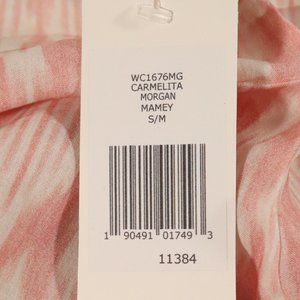 WC1676MG
CARMELITA
MORGAN
MAMEY
S/M
1 90491 01749 3
11384